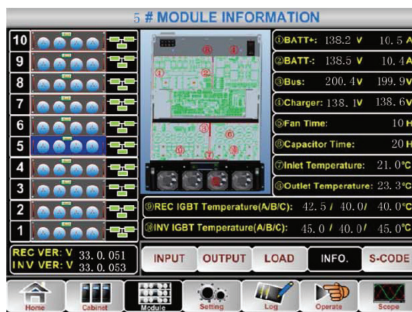 5 # MODULE INFORMATION
10
9
8
7
6
5
4
3
2
1
①BATT+: 138.2 V 10.5 A
②BATT-: 138.5 V 10.4A
③Bus: 200.4V 199.9V
④Charger: 138.1V 138.6V
⑤Fan Time: 10 H
⑥Capacitor Time: 20 H
⑦Inlet Temperature: 21.0°C
⑧Outlet Temperature: 23.3°C
⑨REC IGBT Temperature(A/B/C): 42.5 / 40.0/ 40.0°C
⑩INV IGBT Temperature(A/B/C): 45.0 / 40.0/ 45.0°C
REC VER: V 33.0.051
INV VER: V 33.0.053
INPUT OUTPUT LOAD INFO. S-CODE
Home Cabinet Module Setting Log Operate Scope